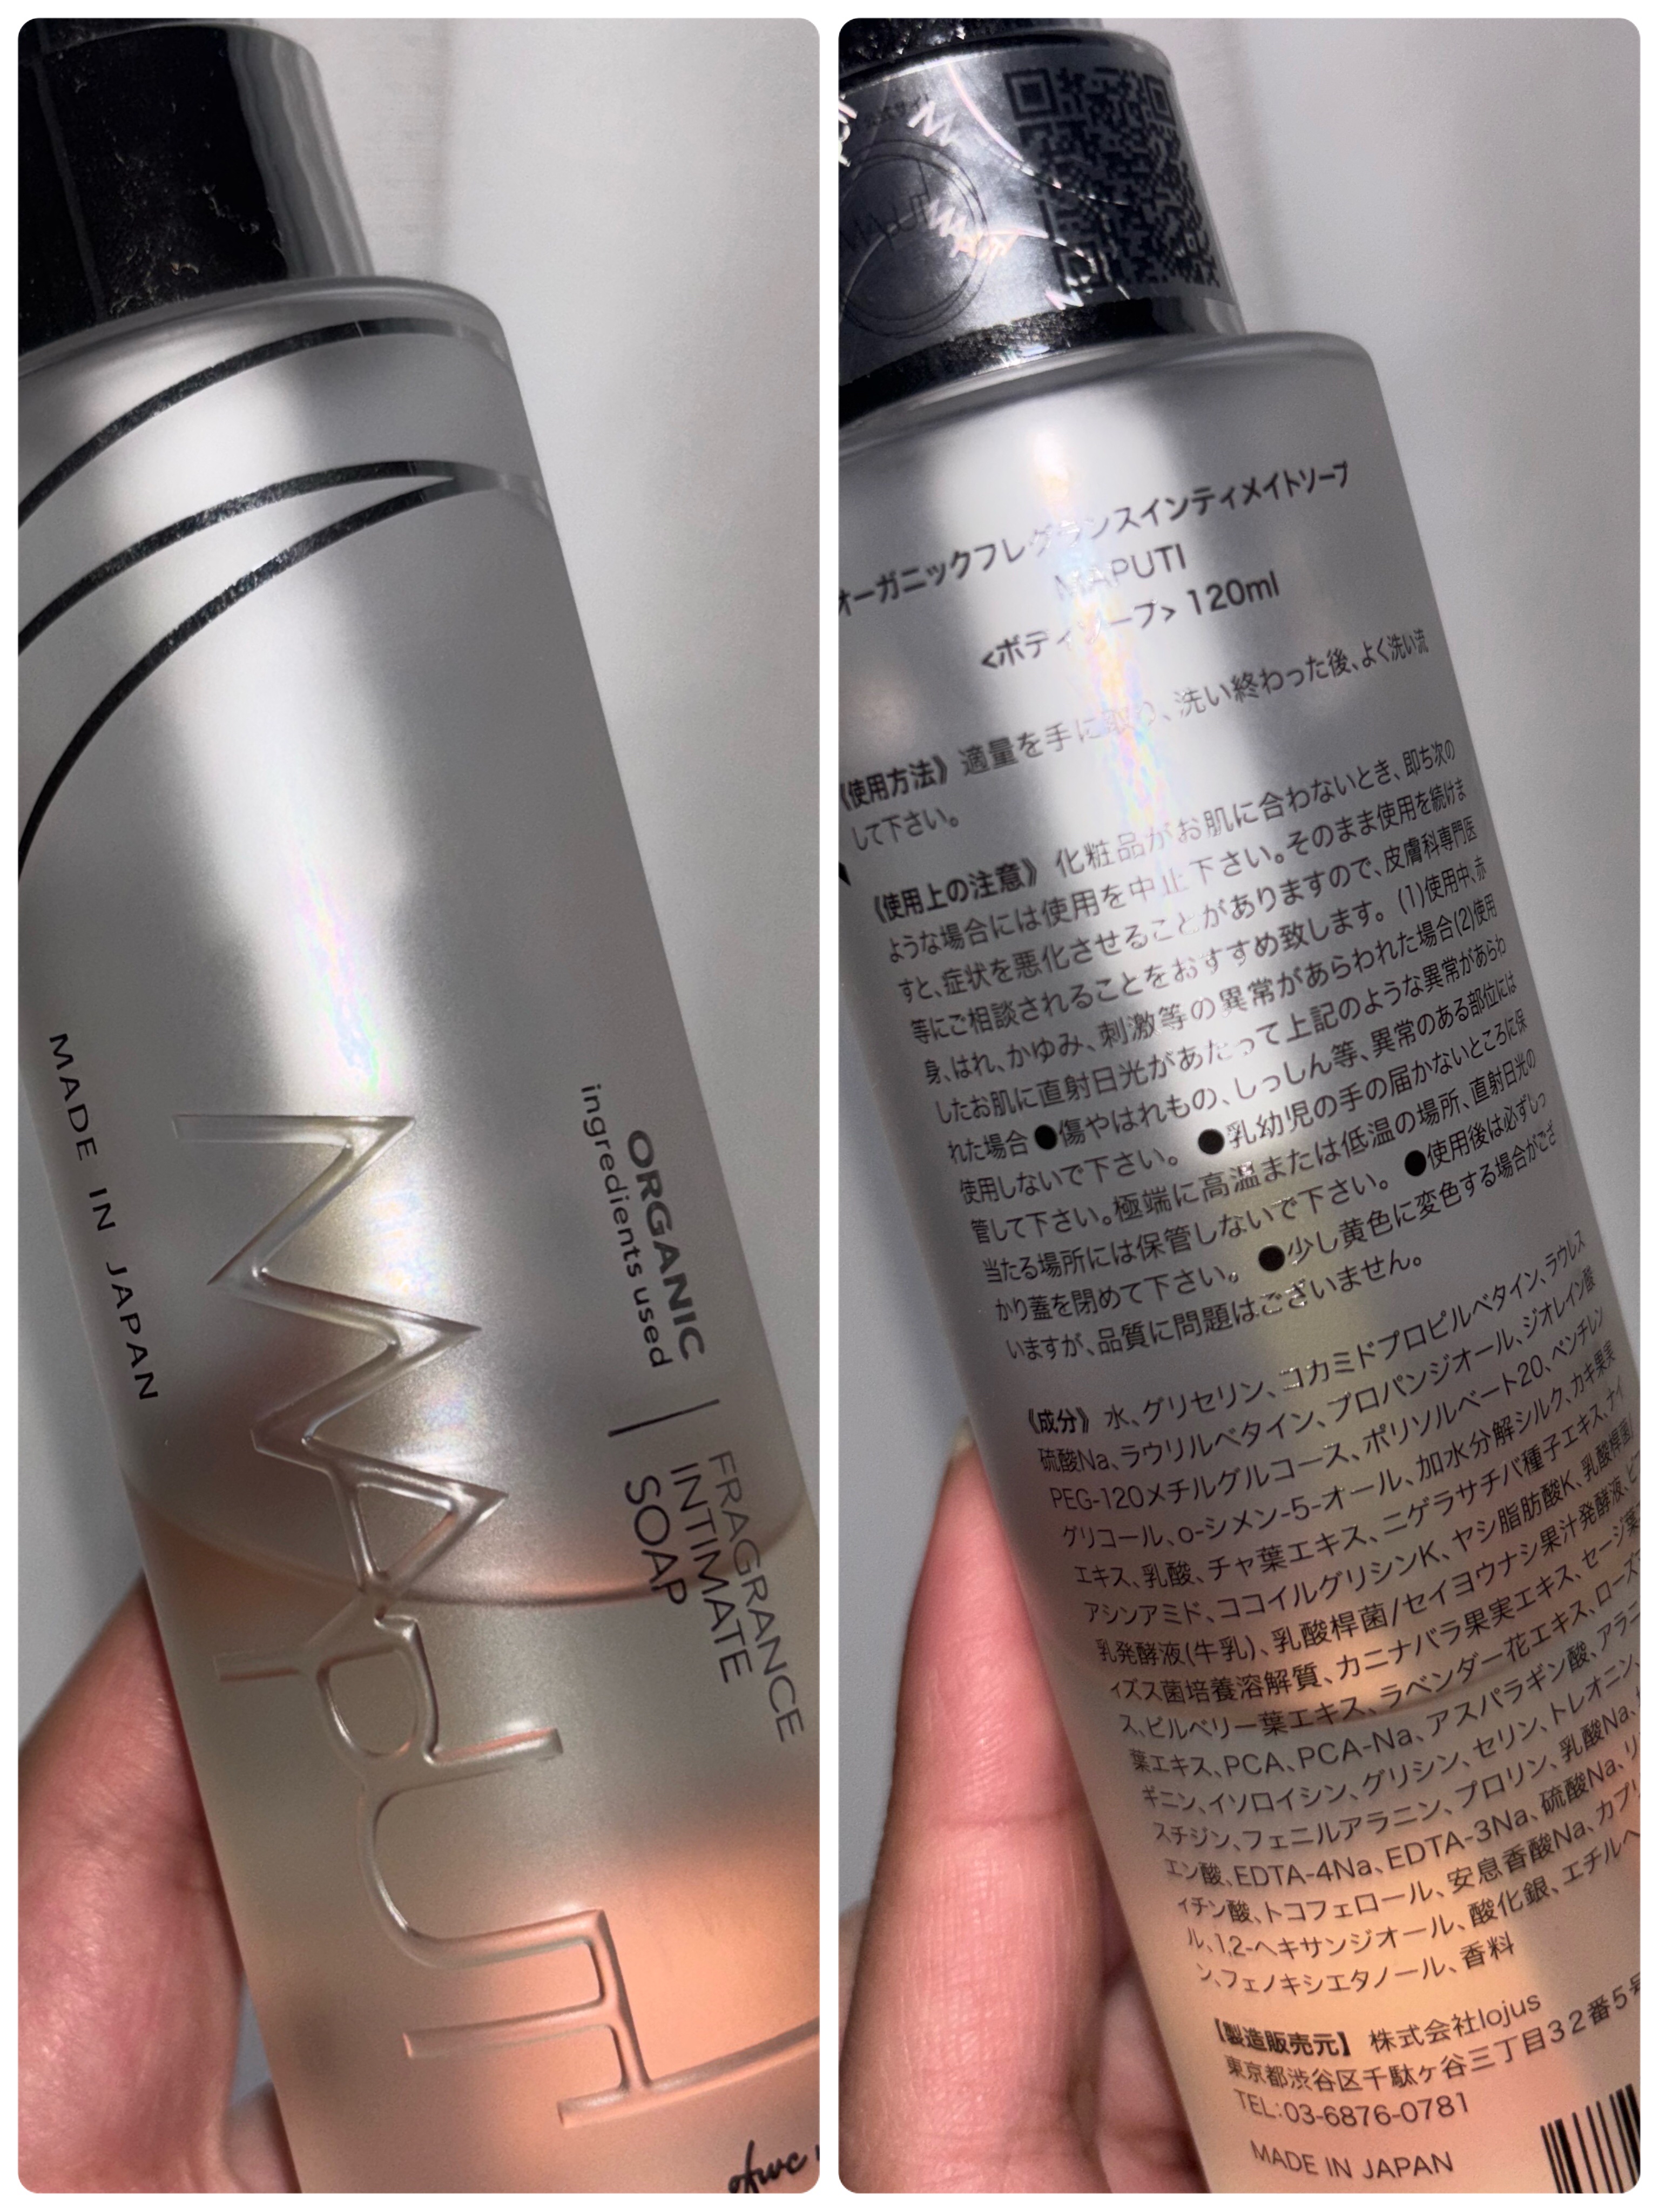 MADE IN JAPAN
MAPUTI
ORGANIC
ingredients used
FRAGRANCE
INTIMATE
SOAP
オーガニックフレグランスインティメイトソープ
MAPUTI
<ボディソープ> 120ml
《使用方法》 適量を手に取り、洗い終わった後、よく洗い流
して下さい。
《使用上の注意》 化粧品がお肌に合わないとき、即ち次の
ような場合には使用を中止下さい。そのまま使用を続けま
すと、症状を悪化させることがありますので、皮膚科専門医
等にご相談されることをおすすめ致します。 (1)使用中、赤
身、はれ、かゆみ、刺激等の異常があらわれた場合(2)使用
したお肌に直射日光があたって上記のような異常があらわ
れた場合●傷やはれもの、しっしん等、異常のある部位には
使用しないで下さい。 ●乳幼児の手の届かないところに保
管して下さい。極端に高温または低温の場所、直射日光の
当たる場所には保管しないで下さい。 ●使用後は必ずしっ
かり蓋を閉めて下さい。 ●少し黄色に変色する場合がござ
いますが、品質に問題はございません。
《成分》 水、グリセリン、コカミドプロピルベタイン、ラウレス
硫酸Na、ラウリルベタイン、プロパンジオール、ジオレイン酸
PEG-120メチルグルコース、ポリソルベート20、ペンチレン
グリコール、o-シメン-5-オール、加水分解シルク、カキ果実
エキス、乳酸、チャ葉エキス、ニゲラサチバ種子エキス、ナイ
アシンアミド、ココイルグリシンK、ヤシ脂肪酸K、乳酸桿菌/
乳発酵液(牛乳)、乳酸桿菌/セイヨウナシ果汁発酵液、ビフ
ィズス菌培養溶解質、カニナバラ果実エキス、セージ葉
ス、ビルベリー葉エキス、ラベンダー花エキス、ローズ
葉エキス、PCA、PCA-Na、アスパラギン酸、アラニ
ギニン、イソロイシン、グリシン、セリン、トレオニン、
スチジン、フェニルアラニン、プロリン、乳酸Na、
エン酸、EDTA-4Na、EDTA-3Na、硫酸Na、リ
イチン酸、トコフェロール、安息香酸Na、カプリ
ル、1,2-ヘキサンジオール、酸化銀、エチルヘ
ン、フェノキシエタノール、香料
【製造販売元】 株式会社lojus
東京都渋谷区千駄ヶ谷三丁目32番5号
TEL:03-6876-0781
MADE IN JAPAN